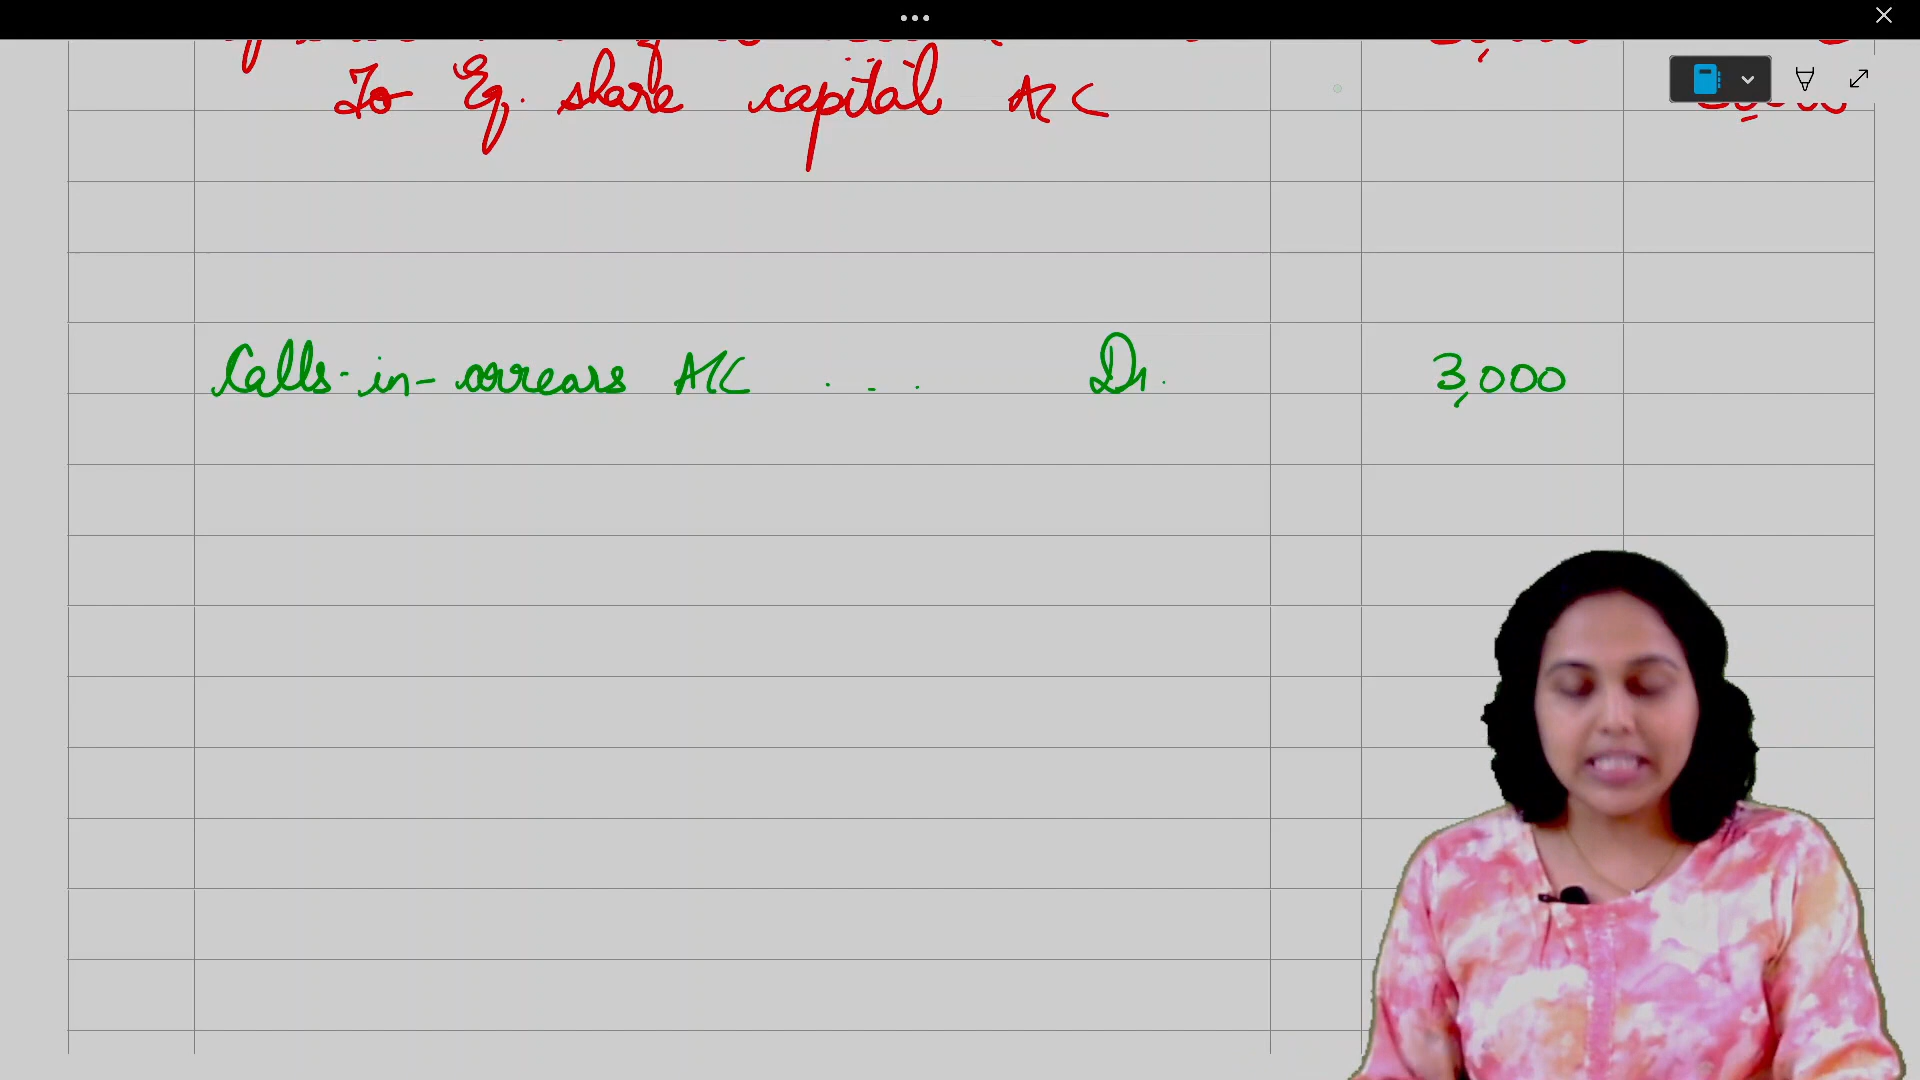 To Eq. share capital A/C
Calls-in-arrears A/C ... Dr. 3,000